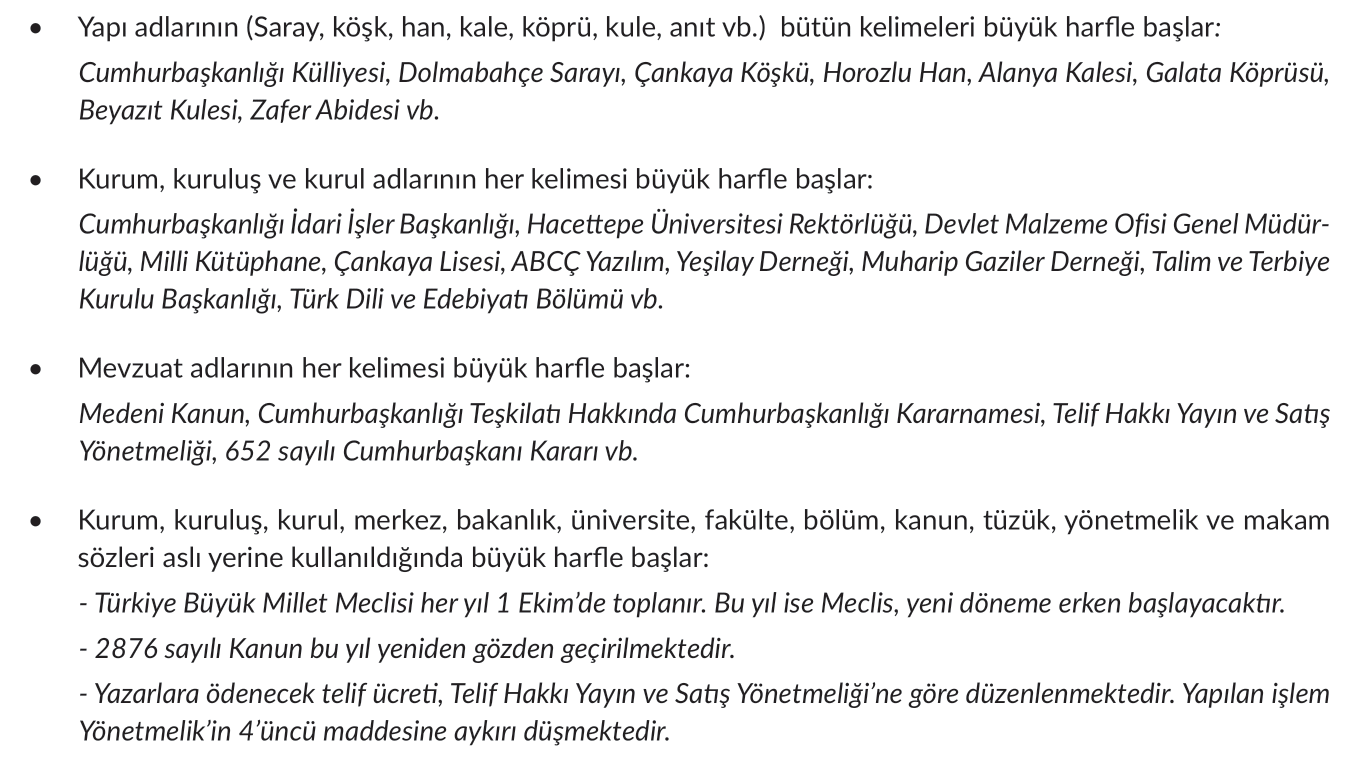 • Yapı adlarının (Saray, köşk, han, kale, köprü, kule, anıt vb.)  bütün kelimeleri büyük harfle başlar:
Cumhurbaşkanlığı Külliyesi, Dolmabahçe Sarayı, Çankaya Köşkü, Horozlu Han, Alanya Kalesi, Galata Köprüsü,
Beyazıt Kulesi, Zafer Abidesi vb.
• Kurum, kuruluş ve kurul adlarının her kelimesi büyük harfle başlar:
Cumhurbaşkanlığı İdari İşler Başkanlığı, Hacettepe Üniversitesi Rektörlüğü, Devlet Malzeme Ofisi Genel Müdür-
lüğü, Milli Kütüphane, Çankaya Lisesi, ABCÇ Yazılım, Yeşilay Derneği, Muharip Gaziler Derneği, Talim ve Terbiye
Kurulu Başkanlığı, Türk Dili ve Edebiyatı Bölümü vb.
• Mevzuat adlarının her kelimesi büyük harfle başlar:
Medeni Kanun, Cumhurbaşkanlığı Teşkilatı Hakkında Cumhurbaşkanlığı Kararnamesi, Telif Hakkı Yayın ve Satış
Yönetmeliği, 652 sayılı Cumhurbaşkanı Kararı vb.
• Kurum, kuruluş, kurul, merkez, bakanlık, üniversite, fakülte, bölüm, kanun, tüzük, yönetmelik ve makam
sözleri aslı yerine kullanıldığında büyük harfle başlar:
- Türkiye Büyük Millet Meclisi her yıl 1 Ekim’de toplanır. Bu yıl ise Meclis, yeni döneme erken başlayacaktır.
- 2876 sayılı Kanun bu yıl yeniden gözden geçirilmektedir.
- Yazarlara ödenecek telif ücreti, Telif Hakkı Yayın ve Satış Yönetmeliği’ne göre düzenlenmektedir. Yapılan işlem
Yönetmelik’in 4’üncü maddesine aykırı düşmektedir.